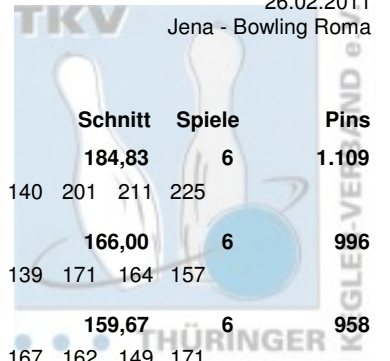 26.02.2011
TKV
Jena - Bowling Roma
Schnitt Spiele Pins
184,83 6 1.109
140 201 211 225
166,00 6 996
139 171 164 157
159,67 6 958
167 162 149 171
THÜRINGER
KEGLER-VERBAND e.V.